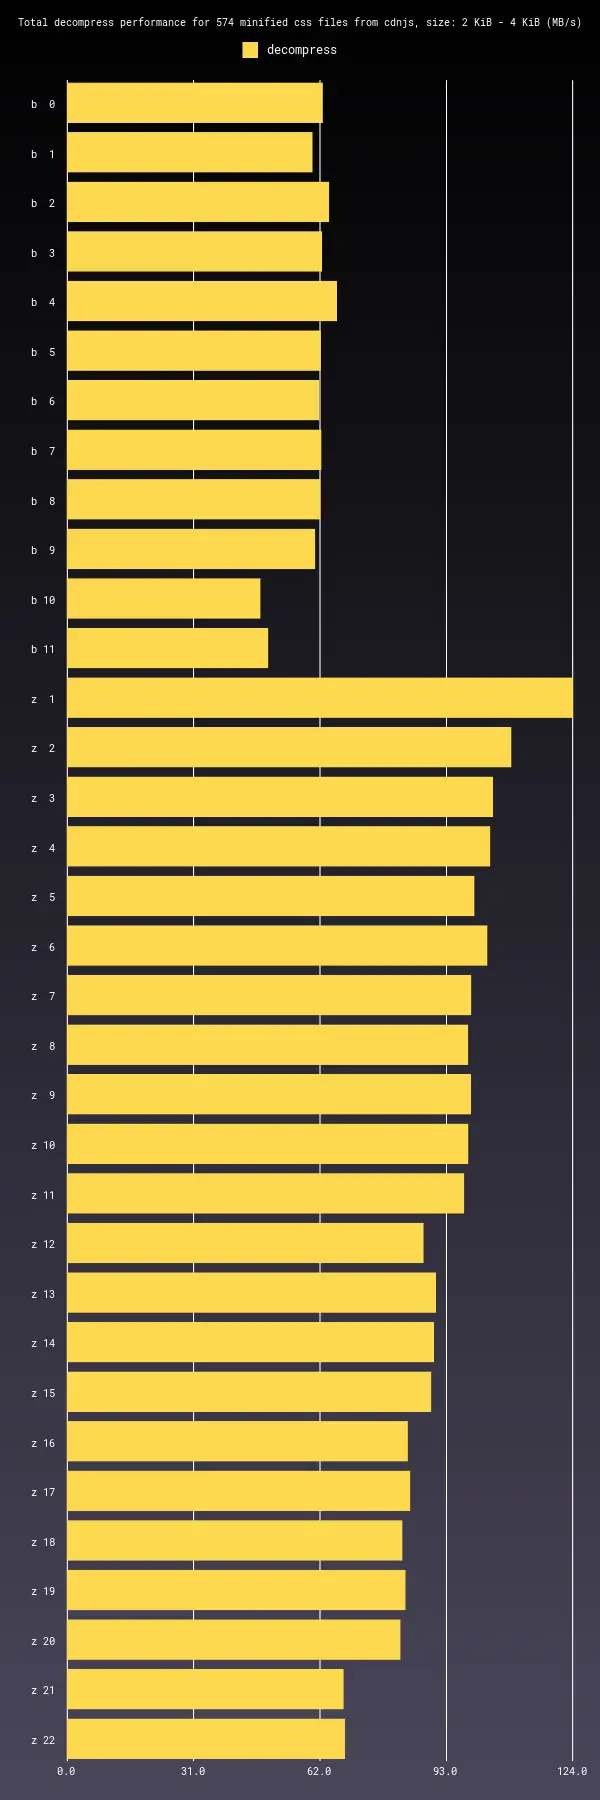 Total decompress performance for 574 minified css files from cdnjs, size: 2 KiB - 4 KiB (MB/s)
decompress
b 0
b 1
b 2
b 3
b 4
b 5
b 6
b 7
b 8
b 9
b 10
b 11
z 1
z 2
z 3
z 4
z 5
z 6
z 7
z 8
z 9
z 10
z 11
z 12
z 13
z 14
z 15
z 16
z 17
z 18
z 19
z 20
z 21
z 22
0.0 31.0 62.0 93.0 124.0